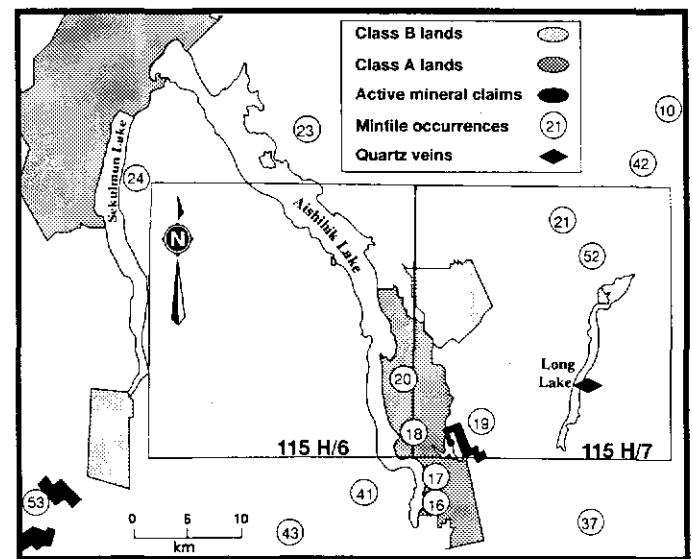 Class B lands
Class A lands
Active mineral claims
Minfile occurrences 21
Quartz veins
10
23
42
24
Sekulmun Lake
Aishihik Lake
N
21
52
Long
Lake
20
19
18
115 H/6
115 H/7
17
16
41
53
43
37
0 5 10
km